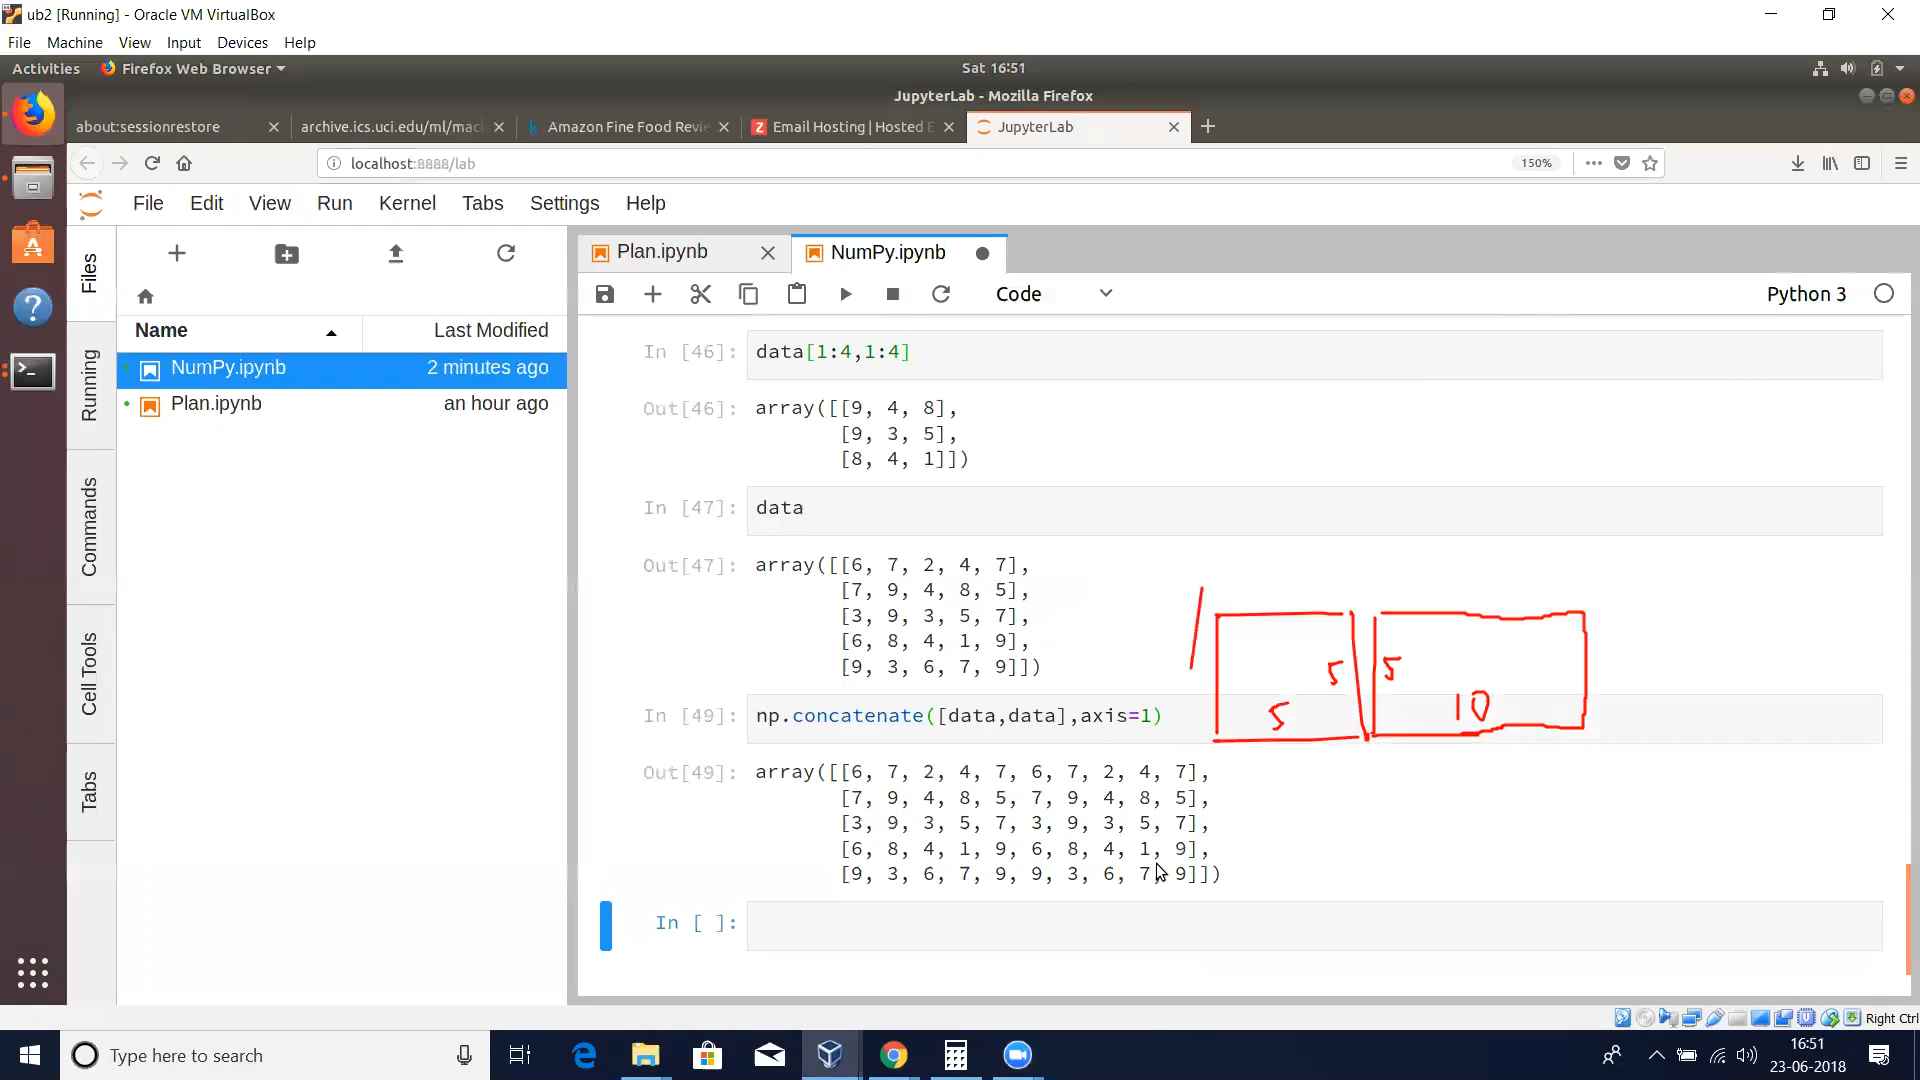 ub2 [Running] - Oracle VM VirtualBox
File Machine View Input Devices Help
Activities Firefox Web Browser Sat 16:51
JupyterLab - Mozilla Firefox
about:sessionrestore archive.ics.uci.edu/ml/mac Amazon Fine Food Revie Email Hosting | Hosted E JupyterLab
localhost:8888/lab 150%
File Edit View Run Kernel Tabs Settings Help
Files
Running
Commands
Cell Tools
Tabs
Name Last Modified
NumPy.ipynb 2 minutes ago
Plan.ipynb an hour ago
Plan.ipynb NumPy.ipynb
Code Python 3
In [46]: data[1:4,1:4]
Out[46]: array([[9, 4, 8],
[9, 3, 5],
[8, 4, 1]])
In [47]: data
Out[47]: array([[6, 7, 2, 4, 7],
[7, 9, 4, 8, 5],
[3, 9, 3, 5, 7],
[6, 8, 4, 1, 9],
[9, 3, 6, 7, 9]])
5 5
5 10
In [49]: np.concatenate([data,data],axis=1)
Out[49]: array([[6, 7, 2, 4, 7, 6, 7, 2, 4, 7],
[7, 9, 4, 8, 5, 7, 9, 4, 8, 5],
[3, 9, 3, 5, 7, 3, 9, 3, 5, 7],
[6, 8, 4, 1, 9, 6, 8, 4, 1, 9],
[9, 3, 6, 7, 9, 9, 3, 6, 7, 9]])
In [ ]:
Right Ctrl
Type here to search
16:51
23-06-2018